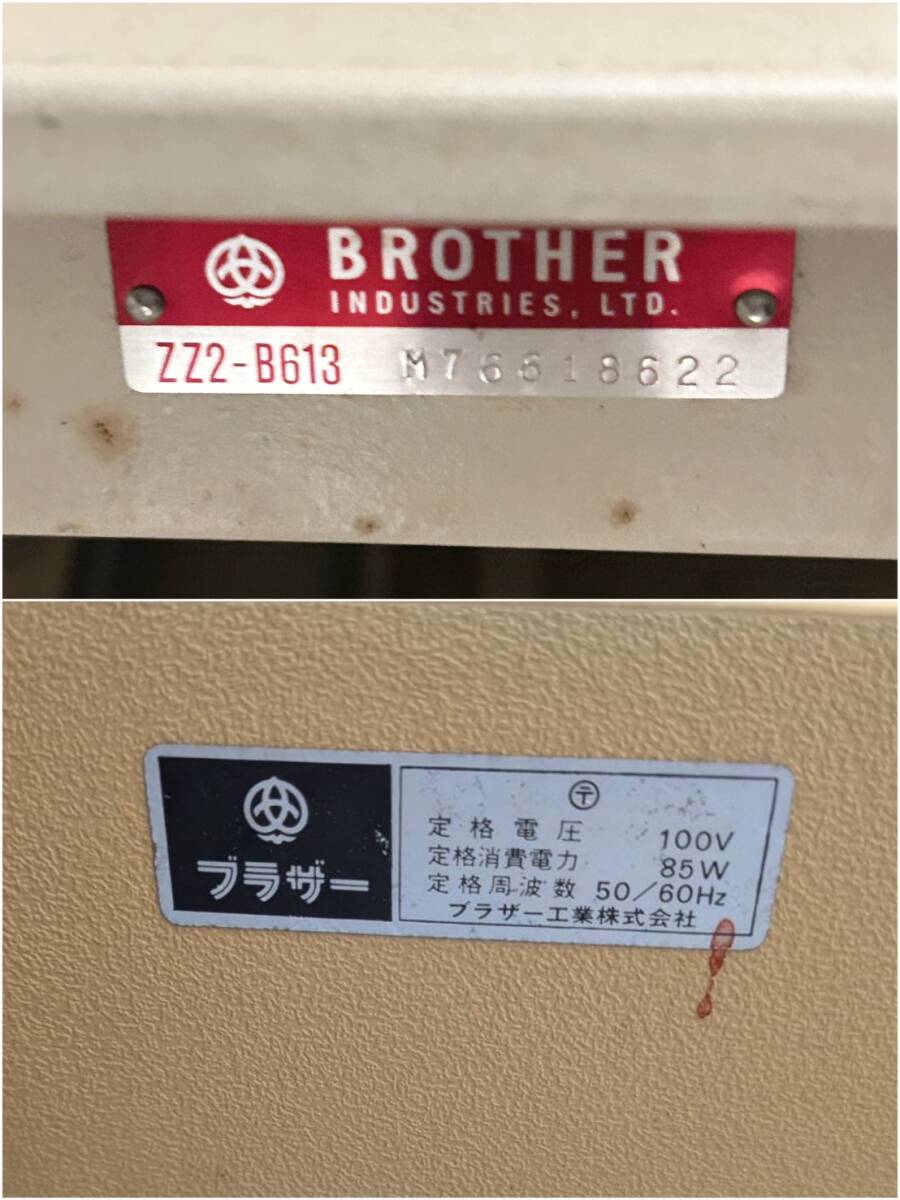 BROTHER
INDUSTRIES, LTD.
ZZ2-B613 M76618622
ブラザー
〶
定格電圧 100V
定格消費電力 85W
定格周波数 50/60Hz
ブラザー工業株式会社